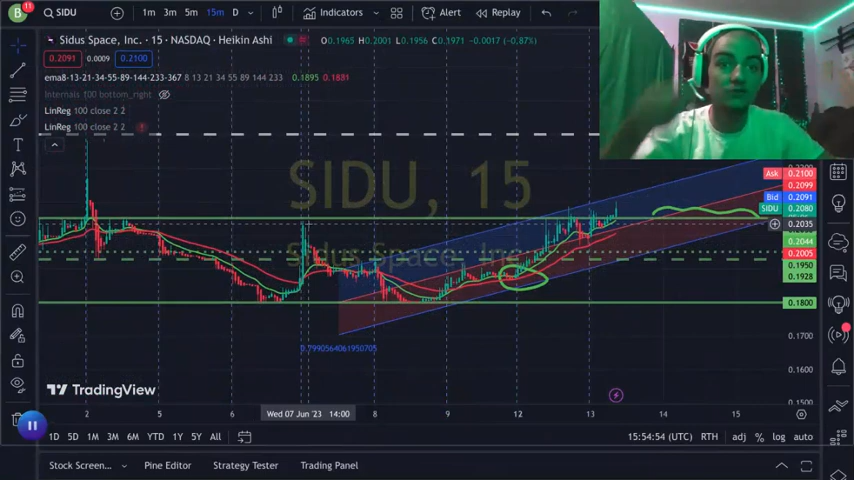 B
11
SIDU
1m 3m 5m 15m D
Indicators
Alert
Replay
Sidus Space, Inc. · 15 · NASDAQ · Heikin Ashi
O0.1965 H0.2001 L0.1956 C0.1971 -0.0017 (-0.87%)
0.2091 0.0009 0.2100
ema8-13-21-34-55-89-144-233-367 8 13 21 34 55 89 144 233 0.1895 0.1881
Internals 100 bottom_right
LinReg 100 close 2 2
LinReg 100 close 2 2
SIDU, 15
Sidus Space, Inc.
Ask 0.2100
0.2099
Bid 0.2091
SIDU 0.2080
0.2035
0.2044
0.2005
0.1950
0.1928
0.1800
0.1700
0.1500
0.7990564061950705
TradingView
2 5 6 Wed 07 Jun '23 14:00 8 9 12 13 14 15
1D 5D 1M 3M 6M YTD 1Y 5Y All
15:54:54 (UTC) RTH adj % log auto
Stock Screen... Pine Editor Strategy Tester Trading Panel